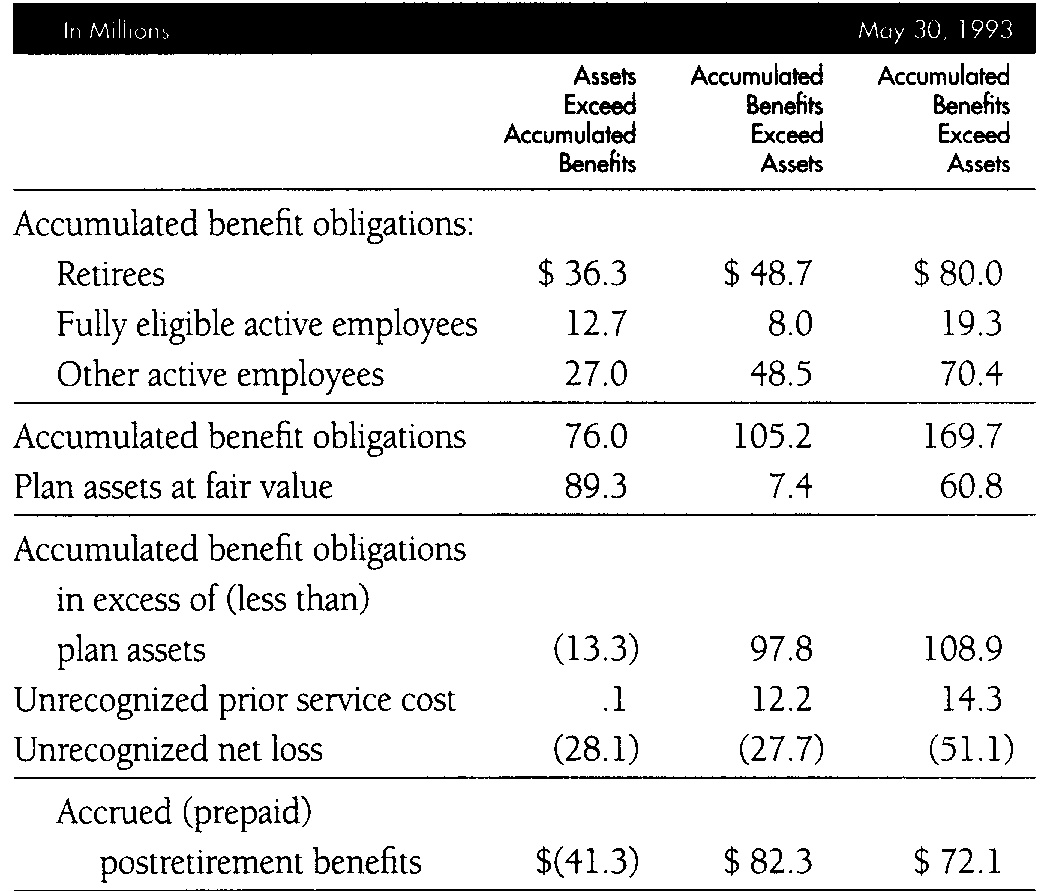 In Millions May 30, 1993
Assets Accumulated Accumulated
Exceed Benefits Benefits
Accumulated Exceed Exceed
Benefits Assets Assets
Accumulated benefit obligations:
Retirees $ 36.3 $ 48.7 $ 80.0
Fully eligible active employees 12.7 8.0 19.3
Other active employees 27.0 48.5 70.4
Accumulated benefit obligations 76.0 105.2 169.7
Plan assets at fair value 89.3 7.4 60.8
Accumulated benefit obligations
in excess of (less than)
plan assets (13.3) 97.8 108.9
Unrecognized prior service cost .1 12.2 14.3
Unrecognized net loss (28.1) (27.7) (51.1)
Accrued (prepaid)
postretirement benefits $(41.3) $ 82.3 $ 72.1